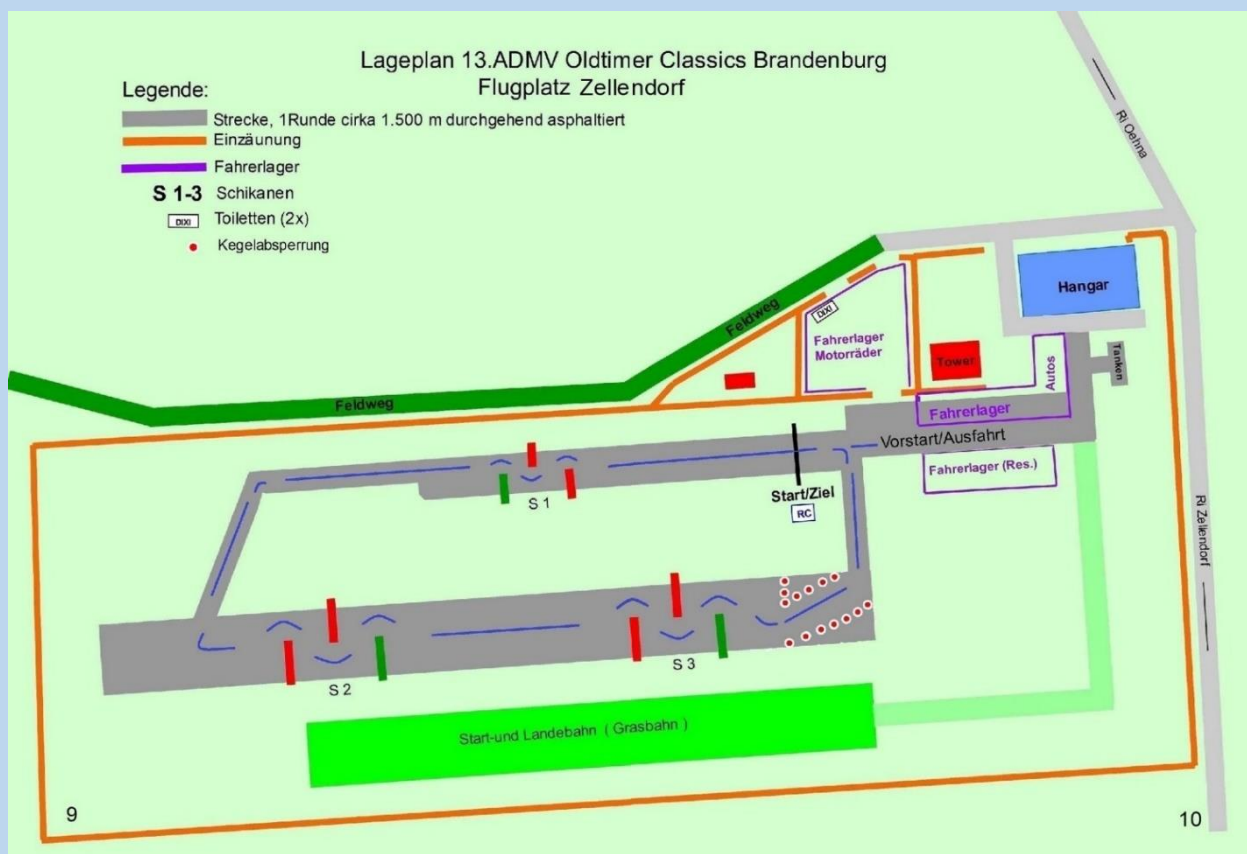 Lageplan 13.ADMV Oldtimer Classics Brandenburg
Flugplatz Zellendorf
Legende:
Strecke, 1Runde cirka 1.500 m durchgehend asphaltiert
Einzäunung
Fahrerlager
S 1-3 Schikanen
DIXI Toiletten (2x)
Kegelabsperrung
Ri Oehna
Hangar
Feldweg
DIXI
Fahrerlager
Motorräder
Tower
Autos
Tanken
Feldweg
Fahrerlager
Vorstart/Ausfahrt
Fahrerlager (Res.)
S 1
Start/Ziel
RC
Ri Zellendorf
S 2
S 3
Start-und Landebahn ( Grasbahn )
9
10